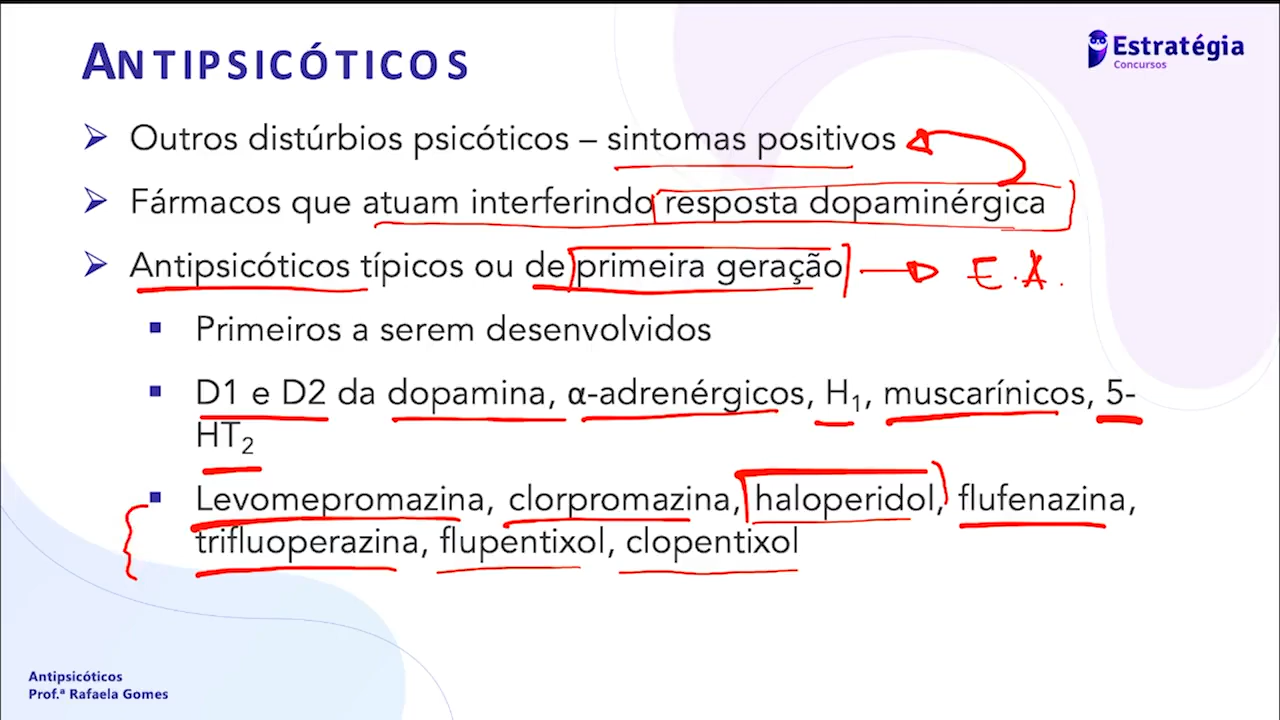 ANTIPSICÓTICOS
Estratégia
Concursos
Outros distúrbios psicóticos – sintomas positivos
Fármacos que atuam interferindo resposta dopaminérgica
Antipsicóticos típicos ou de primeira geração E.A.
Primeiros a serem desenvolvidos
D1 e D2 da dopamina, α-adrenérgicos, H₁, muscarínicos, 5-
HT₂
Levomepromazina, clorpromazina, haloperidol, flufenazina,
trifluoperazina, flupentixol, clopentixol
Antipsicóticos
Prof.ª Rafaela Gomes